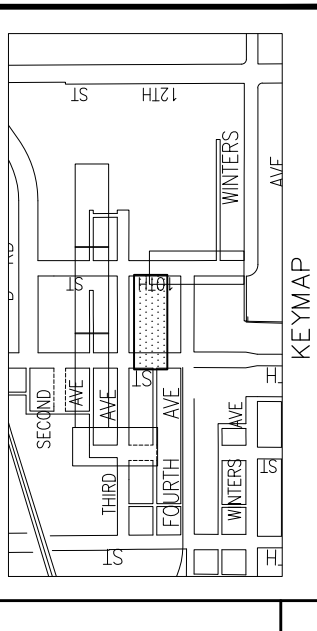 12TH ST
WINTERS
AVE
10TH ST
ST
SECOND
AVE
AVE
THIRD
AVE
FOURTH
AVE
WINTERS
ST
ST
H
H
KEYMAP